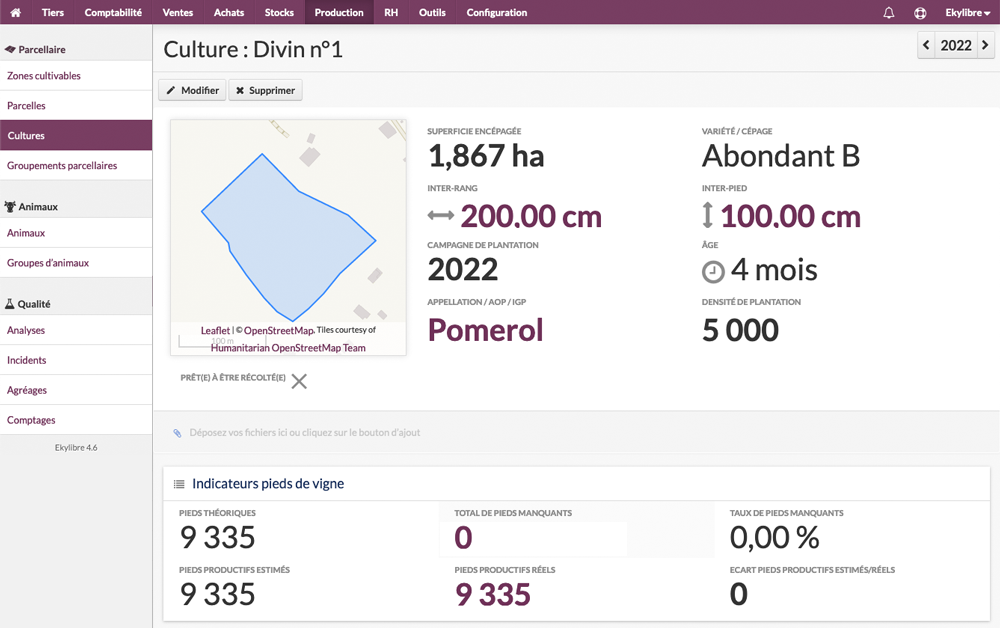 Tiers Comptabilité Ventes Achats Stocks Production RH Outils Configuration Ekylibre
Parcellaire
Zones cultivables
Parcelles
Cultures
Groupements parcellaires
Animaux
Animaux
Groupes d'animaux
Qualité
Analyses
Incidents
Agréages
Comptages
Ekylibre 4.6
Culture : Divin n°1
2022
Modifier Supprimer
Leaflet | © OpenStreetMap, Tiles courtesy of
Humanitarian OpenStreetMap Team
100 m
PRÊT(E) À ÊTRE RÉCOLTÉ(E)
SUPERFICIE ENCÉPAGÉE
1,867 ha
VARIÉTÉ / CÉPAGE
Abondant B
INTER-RANG
200,00 cm
INTER-PIED
100,00 cm
CAMPAGNE DE PLANTATION
2022
ÂGE
4 mois
APPELLATION / AOP / IGP
Pomerol
DENSITÉ DE PLANTATION
5 000
Déposez vos fichiers ici ou cliquez sur le bouton d'ajout
Indicateurs pieds de vigne
PIEDS THÉORIQUES
9 335
TOTAL DE PIEDS MANQUANTS
0
TAUX DE PIEDS MANQUANTS
0,00 %
PIEDS PRODUCTIFS ESTIMÉS
9 335
PIEDS PRODUCTIFS RÉELS
9 335
ECART PIEDS PRODUCTIFS ESTIMÉS/RÉELS
0